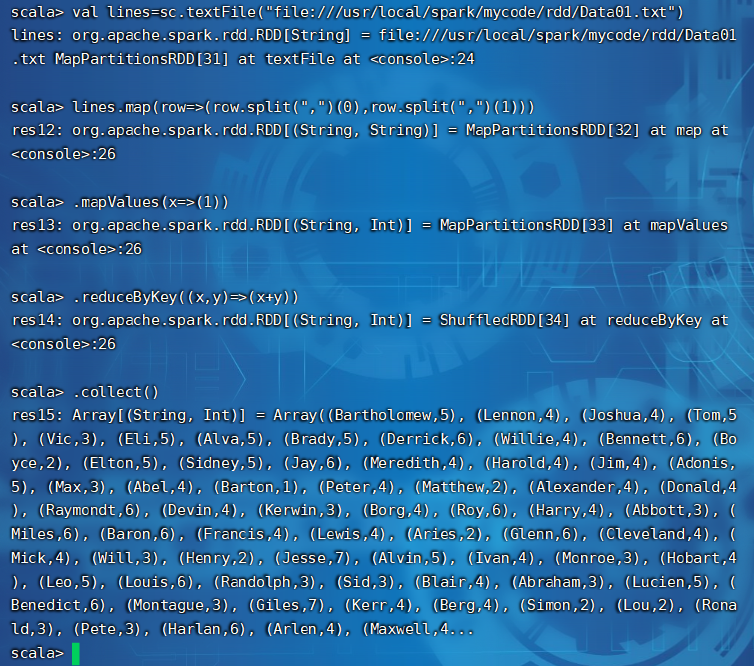 scala> val lines=sc.textFile("file:///usr/local/spark/mycode/rdd/Data01.txt")
lines: org.apache.spark.rdd.RDD[String] = file:///usr/local/spark/mycode/rdd/Data01
.txt MapPartitionsRDD[31] at textFile at <console>:24
scala> lines.map(row=>(row.split(",")(0),row.split(",")(1)))
res12: org.apache.spark.rdd.RDD[(String, String)] = MapPartitionsRDD[32] at map at
<console>:26
scala> .mapValues(x=>(1))
res13: org.apache.spark.rdd.RDD[(String, Int)] = MapPartitionsRDD[33] at mapValues
at <console>:26
scala> .reduceByKey((x,y)=>(x+y))
res14: org.apache.spark.rdd.RDD[(String, Int)] = ShuffledRDD[34] at reduceByKey at
<console>:26
scala> .collect()
res15: Array[(String, Int)] = Array((Bartholomew,5), (Lennon,4), (Joshua,4), (Tom,5
), (Vic,3), (Eli,5), (Alva,5), (Brady,5), (Derrick,6), (Willie,4), (Bennett,6), (Bo
yce,2), (Elton,5), (Sidney,5), (Jay,6), (Meredith,4), (Harold,4), (Jim,4), (Adonis,
5), (Max,3), (Abel,4), (Barton,1), (Peter,4), (Matthew,2), (Alexander,4), (Donald,4
), (Raymondt,6), (Devin,4), (Kerwin,3), (Borg,4), (Roy,6), (Harry,4), (Abbott,3), (
Miles,6), (Baron,6), (Francis,4), (Lewis,4), (Aries,2), (Glenn,6), (Cleveland,4), (
Mick,4), (Will,3), (Henry,2), (Jesse,7), (Alvin,5), (Ivan,4), (Monroe,3), (Hobart,4
), (Leo,5), (Louis,6), (Randolph,3), (Sid,3), (Blair,4), (Abraham,3), (Lucien,5), (
Benedict,6), (Montague,3), (Giles,7), (Kerr,4), (Berg,4), (Simon,2), (Lou,2), (Rona
ld,3), (Pete,3), (Harlan,6), (Arlen,4), (Maxwell,4...
scala>